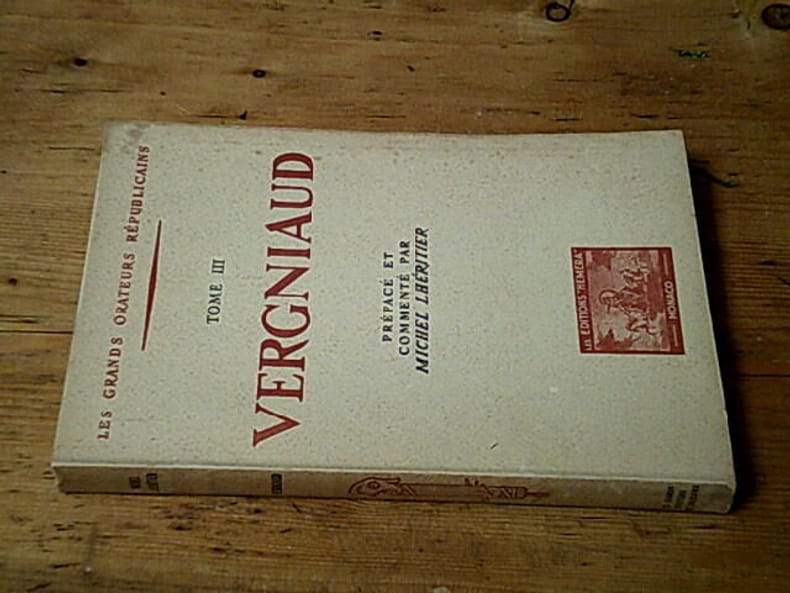 LES GRANDS ORATEURS RÉPUBLICAINS
TOME III
VERGNIAUD
PRÉFACÉ ET
COMMENTÉ PAR
MICHEL LHÉRITIER
LES ÉDITIONS "HEMERA"
MONACO